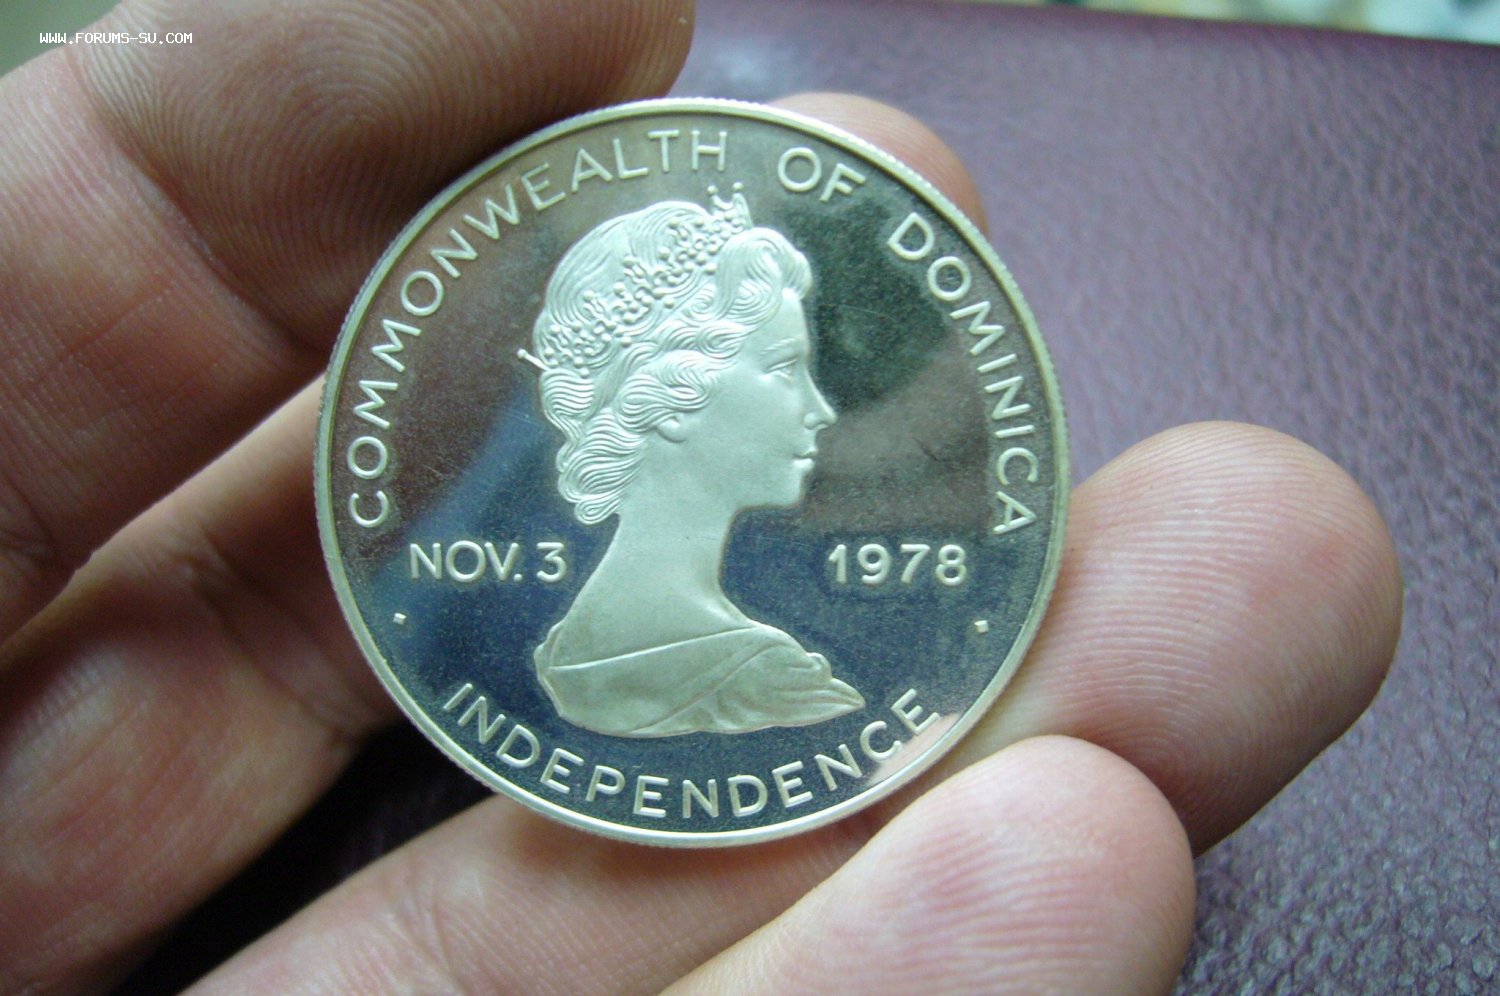 WWW.FORUMS-SU.COM
COMMONWEALTH OF DOMINICA
NOV. 3 1978
INDEPENDENCE